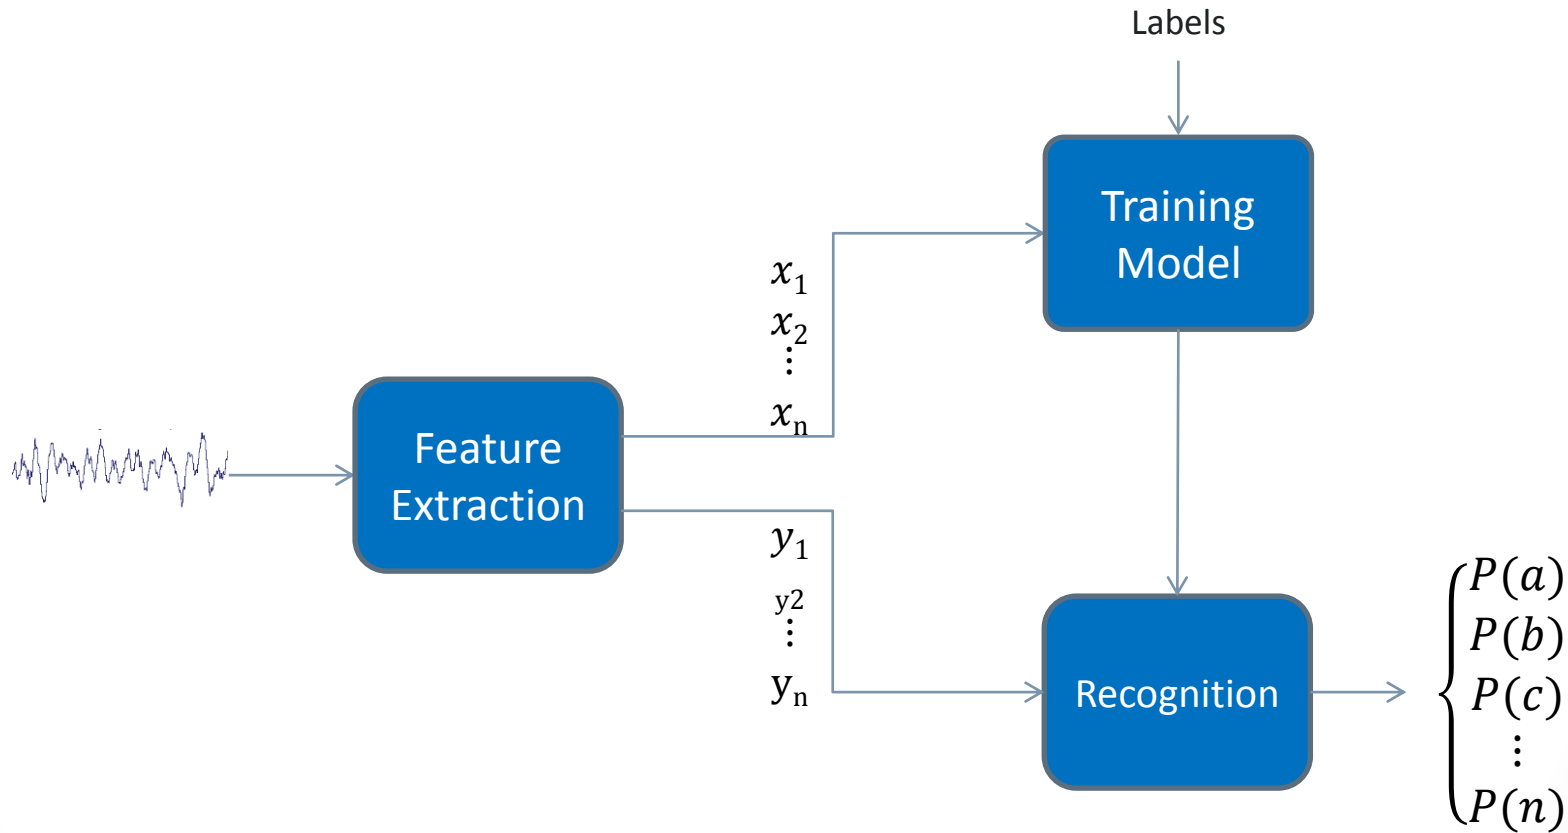 Labels
Training
Model
x₁
x₂
⋮
xₙ
Feature
Extraction
y₁
y2
⋮
yₙ
Recognition
P(a)
P(b)
P(c)
⋮
P(n)